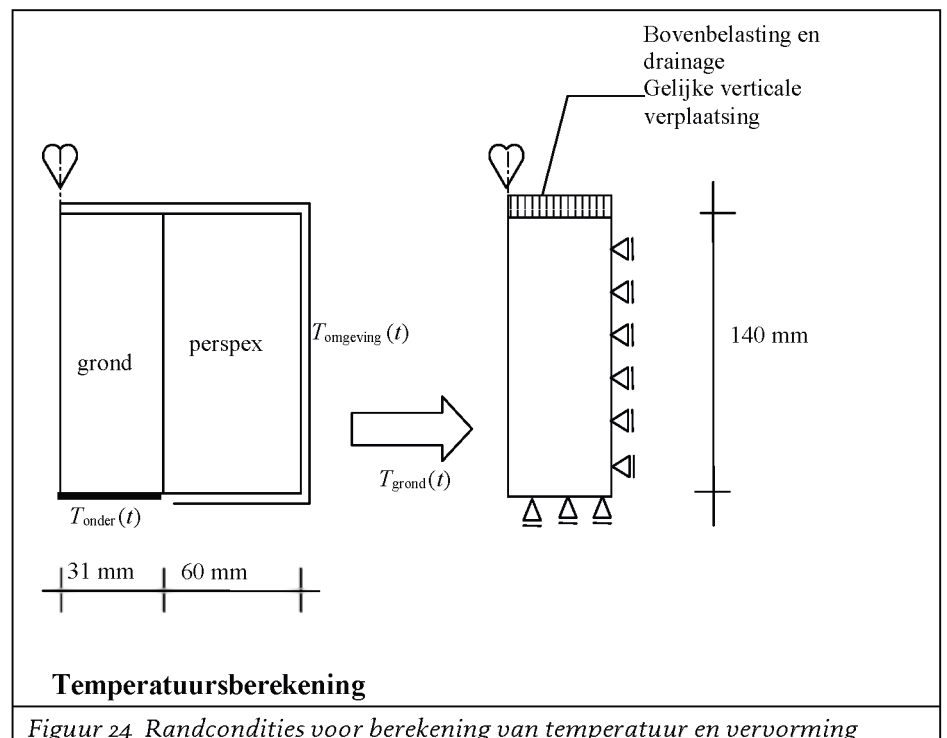 Bovenbelasting en
drainage
Gelijke verticale
verplaatsing
grond
perspex
Tomgeving (t)
140 mm
Tgrond (t)
Tonder (t)
31 mm
60 mm
Temperatuursberekening
Figuur 24 Randcondities voor berekening van temperatuur en vervorming